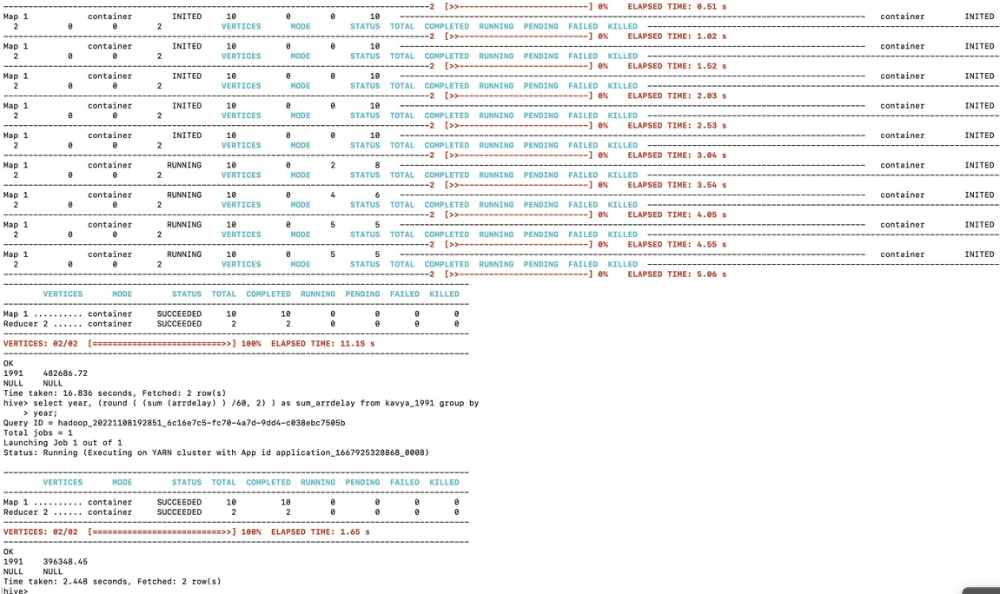 ----------------------------------------------------------------------------------------------2  [>>--------------------------] 0%    ELAPSED TIME: 0.51 s
Map 1            container        INITED     10          0        0       10    ----------------------------------------------------------------------------------------------   container        INITED
  2          0        0        2            VERTICES      MODE        STATUS  TOTAL  COMPLETED  RUNNING  PENDING  FAILED  KILLED  ----------------------------------------------------------------------------------------------
----------------------------------------------------------------------------------------------2  [>>--------------------------] 0%    ELAPSED TIME: 1.02 s
Map 1            container        INITED     10          0        0       10    ----------------------------------------------------------------------------------------------   container        INITED
  2          0        0        2            VERTICES      MODE        STATUS  TOTAL  COMPLETED  RUNNING  PENDING  FAILED  KILLED  ----------------------------------------------------------------------------------------------
----------------------------------------------------------------------------------------------2  [>>--------------------------] 0%    ELAPSED TIME: 1.52 s
Map 1            container        INITED     10          0        0       10    ----------------------------------------------------------------------------------------------   container        INITED
  2          0        0        2            VERTICES      MODE        STATUS  TOTAL  COMPLETED  RUNNING  PENDING  FAILED  KILLED  ----------------------------------------------------------------------------------------------
----------------------------------------------------------------------------------------------2  [>>--------------------------] 0%    ELAPSED TIME: 2.03 s
Map 1            container        INITED     10          0        0       10    ----------------------------------------------------------------------------------------------   container        INITED
  2          0        0        2            VERTICES      MODE        STATUS  TOTAL  COMPLETED  RUNNING  PENDING  FAILED  KILLED  ----------------------------------------------------------------------------------------------
----------------------------------------------------------------------------------------------2  [>>--------------------------] 0%    ELAPSED TIME: 2.53 s
Map 1            container        INITED     10          0        0       10    ----------------------------------------------------------------------------------------------   container        INITED
  2          0        0        2            VERTICES      MODE        STATUS  TOTAL  COMPLETED  RUNNING  PENDING  FAILED  KILLED  ----------------------------------------------------------------------------------------------
----------------------------------------------------------------------------------------------2  [>>--------------------------] 0%    ELAPSED TIME: 3.04 s
Map 1            container       RUNNING     10          0        2        8    ----------------------------------------------------------------------------------------------   container        INITED
  2          0        0        2            VERTICES      MODE        STATUS  TOTAL  COMPLETED  RUNNING  PENDING  FAILED  KILLED  ----------------------------------------------------------------------------------------------
----------------------------------------------------------------------------------------------2  [>>--------------------------] 0%    ELAPSED TIME: 3.54 s
Map 1            container       RUNNING     10          0        4        6    ----------------------------------------------------------------------------------------------   container        INITED
  2          0        0        2            VERTICES      MODE        STATUS  TOTAL  COMPLETED  RUNNING  PENDING  FAILED  KILLED  ----------------------------------------------------------------------------------------------
----------------------------------------------------------------------------------------------2  [>>--------------------------] 0%    ELAPSED TIME: 4.05 s
Map 1            container       RUNNING     10          0        5        5    ----------------------------------------------------------------------------------------------   container        INITED
  2          0        0        2            VERTICES      MODE        STATUS  TOTAL  COMPLETED  RUNNING  PENDING  FAILED  KILLED  ----------------------------------------------------------------------------------------------
----------------------------------------------------------------------------------------------2  [>>--------------------------] 0%    ELAPSED TIME: 4.55 s
Map 1            container       RUNNING     10          0        5        5    ----------------------------------------------------------------------------------------------   container        INITED
  2          0        0        2            VERTICES      MODE        STATUS  TOTAL  COMPLETED  RUNNING  PENDING  FAILED  KILLED  ----------------------------------------------------------------------------------------------
----------------------------------------------------------------------------------------------2  [>>--------------------------] 0%    ELAPSED TIME: 5.06 s
----------------------------------------------------------------------------------------------
        VERTICES      MODE        STATUS  TOTAL  COMPLETED  RUNNING  PENDING  FAILED  KILLED
----------------------------------------------------------------------------------------------
Map 1 .......... container     SUCCEEDED     10         10        0        0       0       0
Reducer 2 ...... container     SUCCEEDED      2          2        0        0       0       0
----------------------------------------------------------------------------------------------
VERTICES: 02/02  [==========================>>] 100%  ELAPSED TIME: 11.15 s
----------------------------------------------------------------------------------------------
OK
1991    482686.72
NULL    NULL
Time taken: 16.836 seconds, Fetched: 2 row(s)
hive> select year, (round ( (sum (arrdelay) ) /60, 2) ) as sum_arrdelay from kavya_1991 group by
    > year;
Query ID = hadoop_20221108192851_6c16e7c5-fc70-4a7d-9dd4-c038ebc7505b
Total jobs = 1
Launching Job 1 out of 1
Status: Running (Executing on YARN cluster with App id application_1667925328868_0008)
----------------------------------------------------------------------------------------------
        VERTICES      MODE        STATUS  TOTAL  COMPLETED  RUNNING  PENDING  FAILED  KILLED
----------------------------------------------------------------------------------------------
Map 1 .......... container     SUCCEEDED     10         10        0        0       0       0
Reducer 2 ...... container     SUCCEEDED      2          2        0        0       0       0
----------------------------------------------------------------------------------------------
VERTICES: 02/02  [==========================>>] 100%  ELAPSED TIME: 1.65 s
----------------------------------------------------------------------------------------------
OK
1991    396348.45
NULL    NULL
Time taken: 2.448 seconds, Fetched: 2 row(s)
hive>